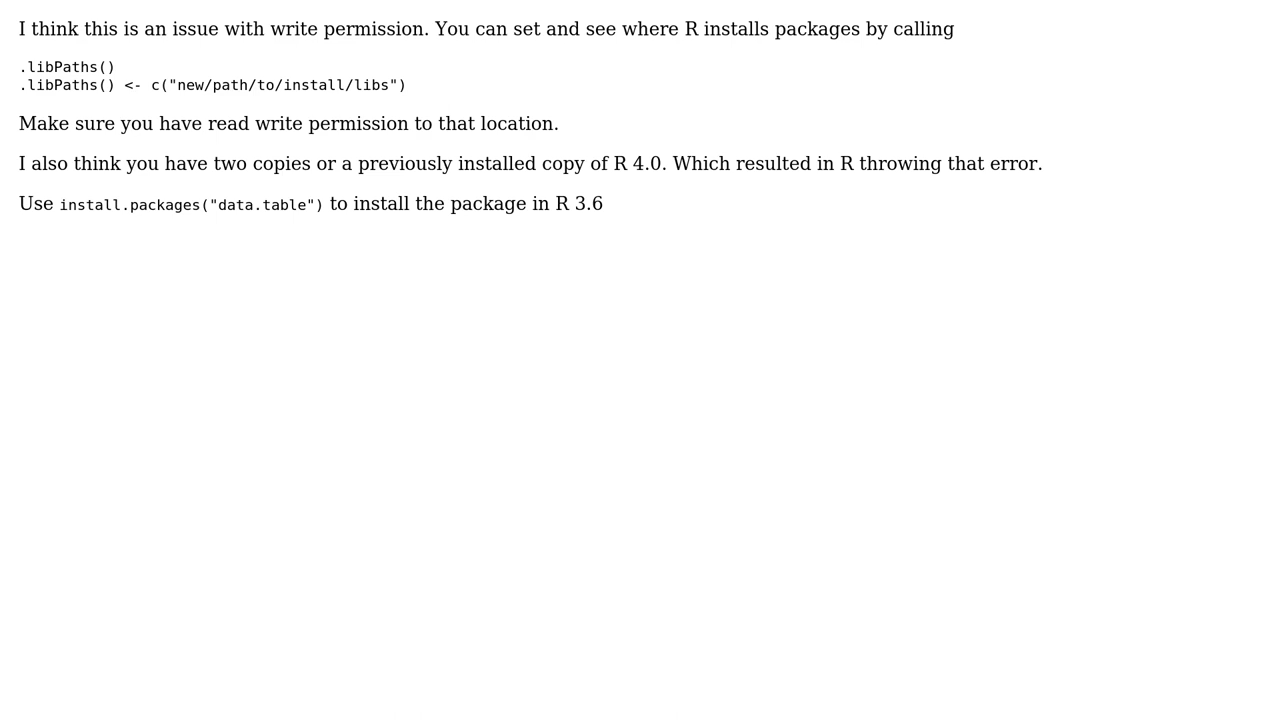 I think this is an issue with write permission. You can set and see where R installs packages by calling
.libPaths()
.libPaths() <- c("new/path/to/install/libs")
Make sure you have read write permission to that location.
I also think you have two copies or a previously installed copy of R 4.0. Which resulted in R throwing that error.
Use install.packages("data.table") to install the package in R 3.6